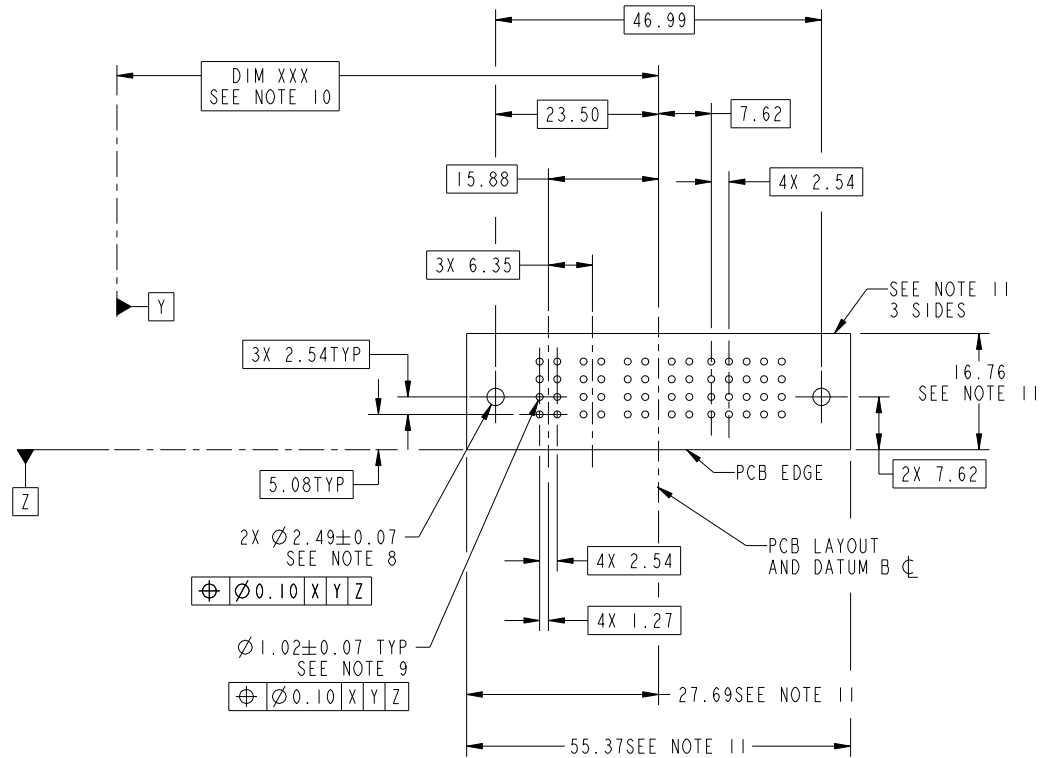 46.99
DIM XXX
SEE NOTE 10
23.50
7.62
15.88
4X 2.54
3X 6.35
Y
SEE NOTE 11
3 SIDES
3X 2.54TYP
16.76
SEE NOTE 11
PCB EDGE
2X 7.62
5.08TYP
Z
2X Ø2.49±0.07
SEE NOTE 8
⌖ Ø0.10 X Y Z
4X 2.54
PCB LAYOUT
AND DATUM B ℄
4X 1.27
Ø1.02±0.07 TYP
SEE NOTE 9
⌖ Ø0.10 X Y Z
27.69SEE NOTE 11
55.37SEE NOTE 11